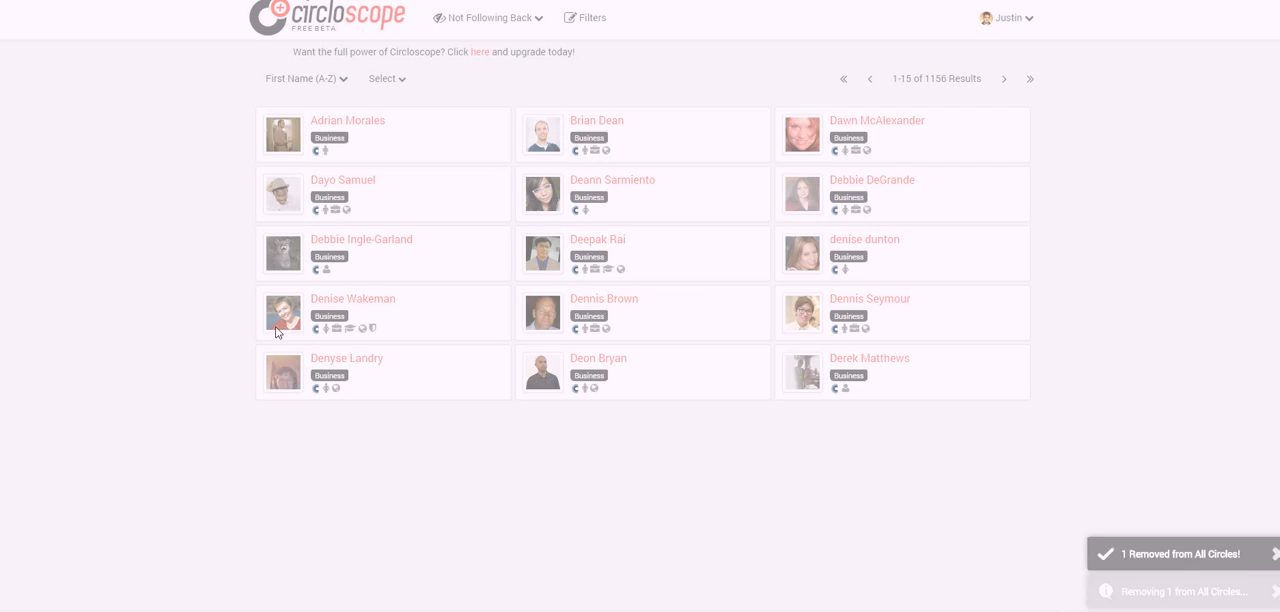 circloscope
FREE BETA
Not Following Back
Filters
Justin
Want the full power of Circloscope? Click here and upgrade today!
First Name (A-Z)
Select
1-15 of 1156 Results
Adrian Morales
Business
Brian Dean
Business
Dawn McAlexander
Business
Dayo Samuel
Business
Deann Sarmiento
Business
Debbie DeGrande
Business
Debbie Ingle-Garland
Business
Deepak Rai
Business
denise dunton
Business
Denise Wakeman
Business
Dennis Brown
Business
Dennis Seymour
Business
Denyse Landry
Business
Deon Bryan
Business
Derek Matthews
Business
1 Removed from All Circles!
Removing 1 from All Circles...